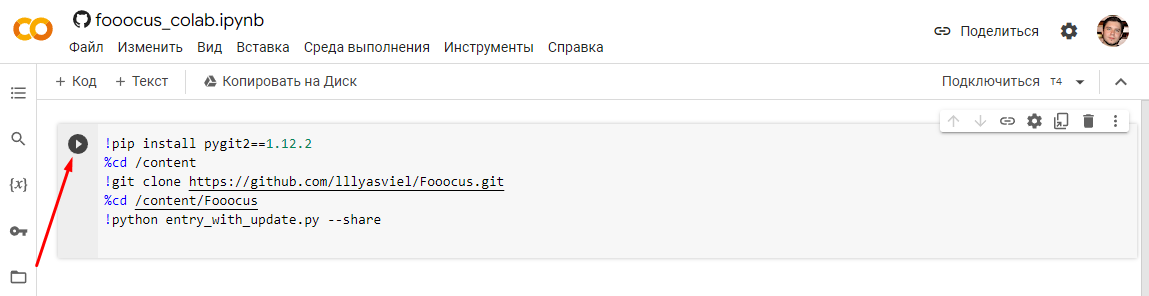 fooocus_colab.ipynb
Файл Изменить Вид Вставка Среда выполнения Инструменты Справка
Поделиться
+ Код + Текст Копировать на Диск
Подключиться T4
{x}
!pip install pygit2==1.12.2
%cd /content
!git clone https://github.com/lllyasviel/Fooocus.git
%cd /content/Fooocus
!python entry_with_update.py --share